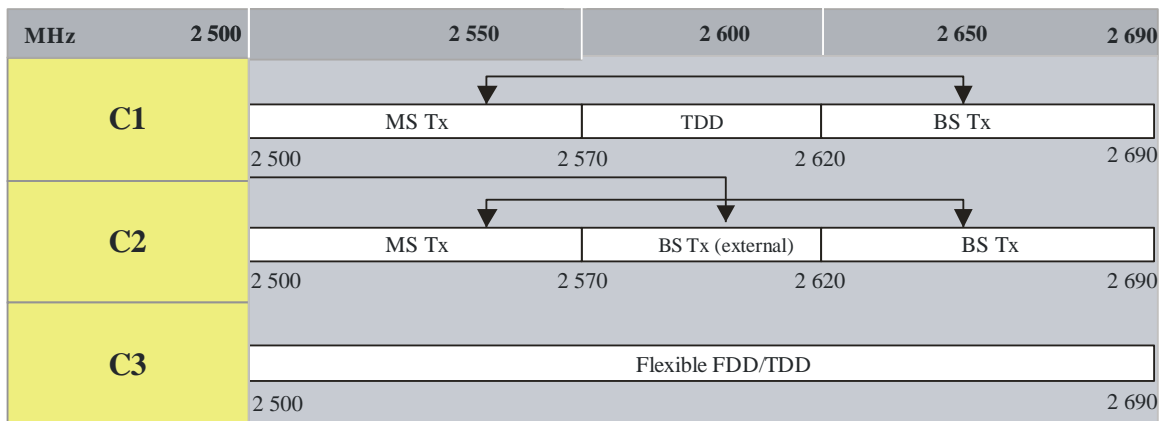 MHz 2 500 2 550 2 600 2 650 2 690
C1
MS Tx TDD BS Tx
2 500 2 570 2 620 2 690
C2
MS Tx BS Tx (external) BS Tx
2 500 2 570 2 620 2 690
C3
Flexible FDD/TDD
2 500 2 690